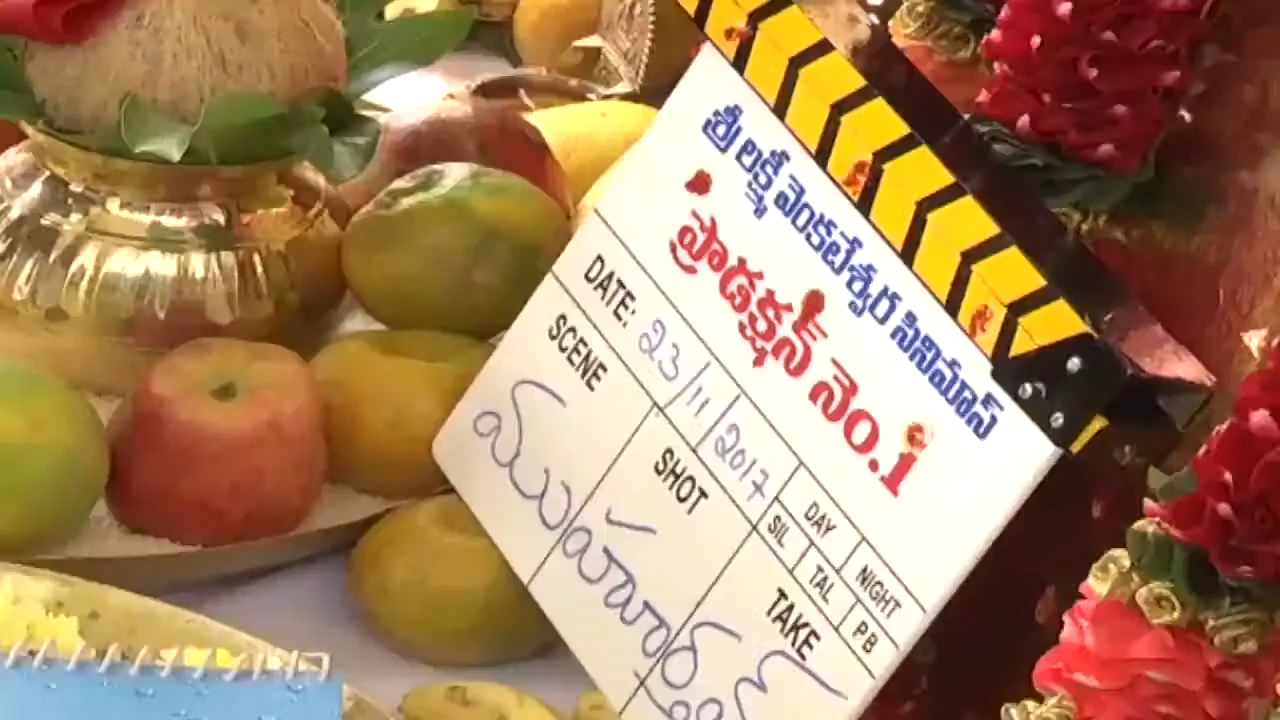 శ్రీ లక్ష్మీ వెంకటేశ్వర సినిమాస్
ప్రొడక్షన్ నెం.1
DATE: 23/11/2017
DAY NIGHT
SIL TAL PB
SCENE SHOT TAKE
ముహూర్తం